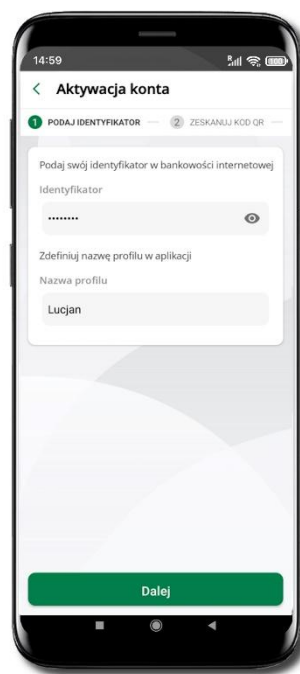 14:59
Aktywacja konta
1 PODAJ IDENTYFIKATOR 2 ZESKANUJ KOD QR
Podaj swój identyfikator w bankowości internetowej
Identyfikator
••••••••
Zdefiniuj nazwę profilu w aplikacji
Nazwa profilu
Lucjan
Dalej